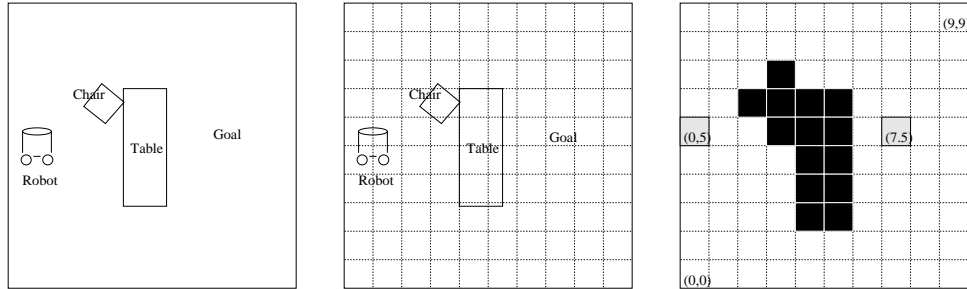 Chair
Robot
Table
Goal
Chair
Robot
Table
Goal
(9,9)
(0,5)
(7.5)
(0,0)